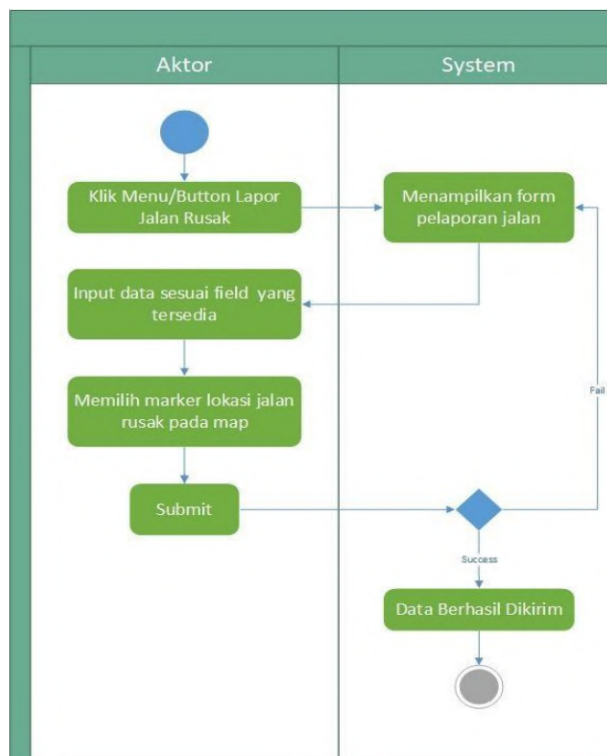 Aktor
System
Klik Menu/Button Lapor
Jalan Rusak
Menampilkan form
pelaporan jalan
Input data sesuai field yang
tersedia
Memilih marker lokasi jalan
rusak pada map
Fail
Submit
Success
Data Berhasil Dikirim